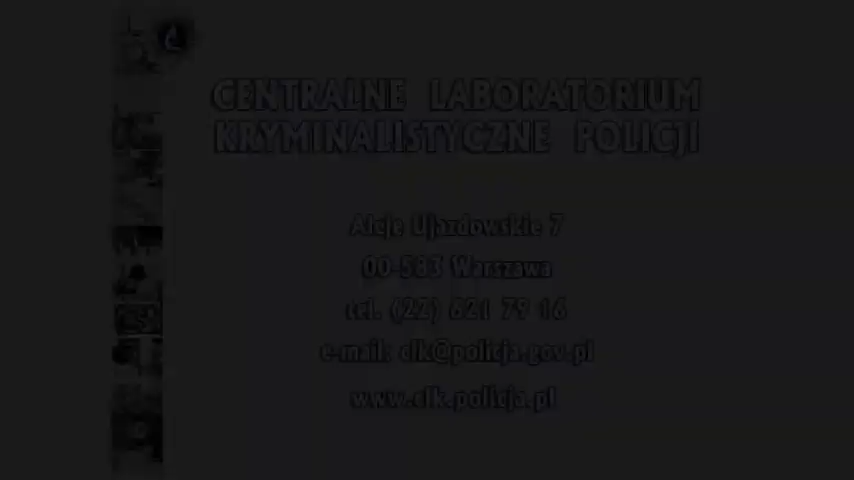 CENTRALNE LABORATORIUM
KRYMINALISTYCZNE POLICJI
Aleje Ujazdowskie 7
00-583 Warszawa
tel. (22) 621 79 16
e-mail: clk@policja.gov.pl
www.clk.policja.pl